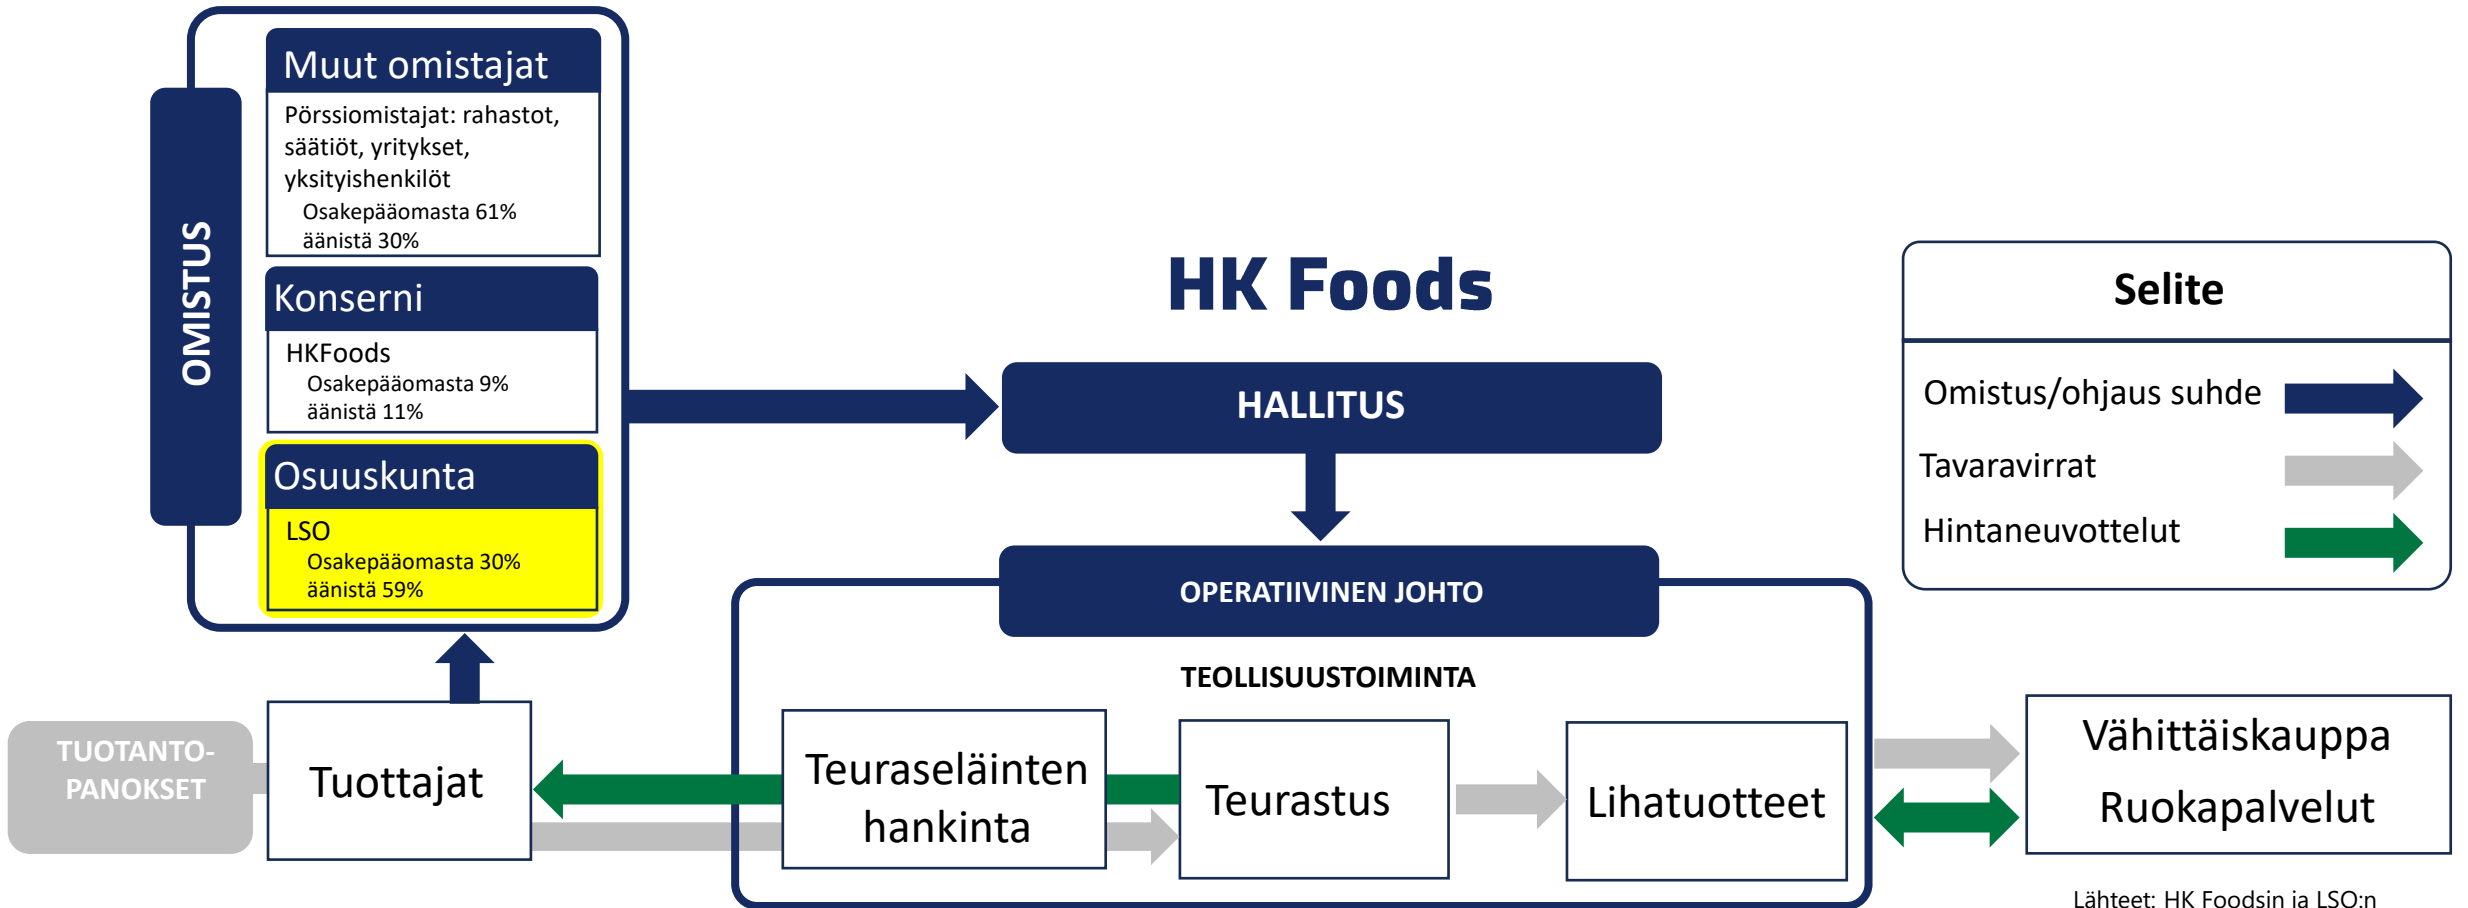 OMISTUS
Muut omistajat
Pörssiomistajat: rahastot,
säätiöt, yritykset,
yksityishenkilöt
Osakepääomasta 61%
äänistä 30%
Konserni
HKFoods
Osakepääomasta 9%
äänistä 11%
Osuuskunta
LSO
Osakepääomasta 30%
äänistä 59%
HK Foods
HALLITUS
OPERATIIVINEN JOHTO
Selite
Omistus/ohjaus suhde
Tavaravirrat
Hintaneuvottelut
TEOLLISUUSTOIMINTA
TUOTANTO-
PANOKSET
Tuottajat
Teuraseläinten
hankinta
Teurastus
Lihatuotteet
Vähittäiskauppa
Ruokapalvelut
Lähteet: HK Foodsin ja LSO:n